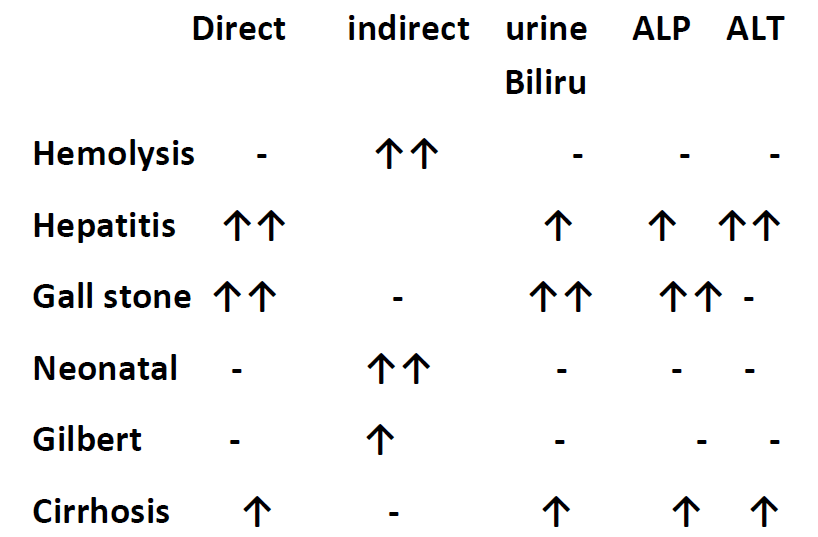 Direct indirect urine ALP ALT
Biliru
Hemolysis - ↑↑ - - -
Hepatitis ↑↑ ↑ ↑ ↑↑
Gall stone ↑↑ - ↑↑ ↑↑ -
Neonatal - ↑↑ - - -
Gilbert - ↑ - - -
Cirrhosis ↑ - ↑ ↑ ↑